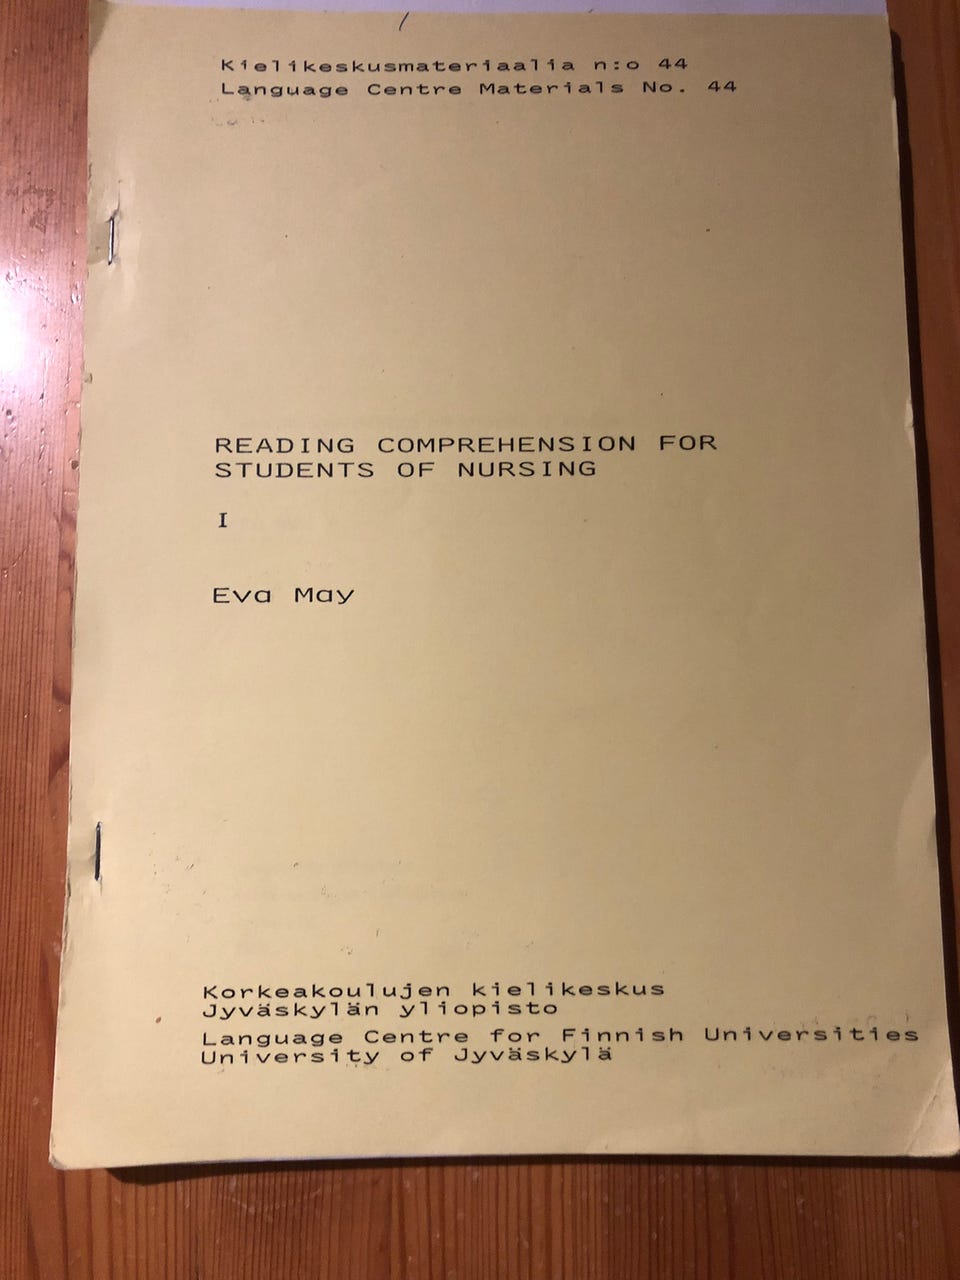 Kielikeskusmateriaalia n:o 44
Language Centre Materials No. 44
READING COMPREHENSION FOR
STUDENTS OF NURSING
I
Eva May
Korkeakoulujen kielikeskus
Jyväskylän yliopisto
Language Centre for Finnish Universities
University of Jyväskylä